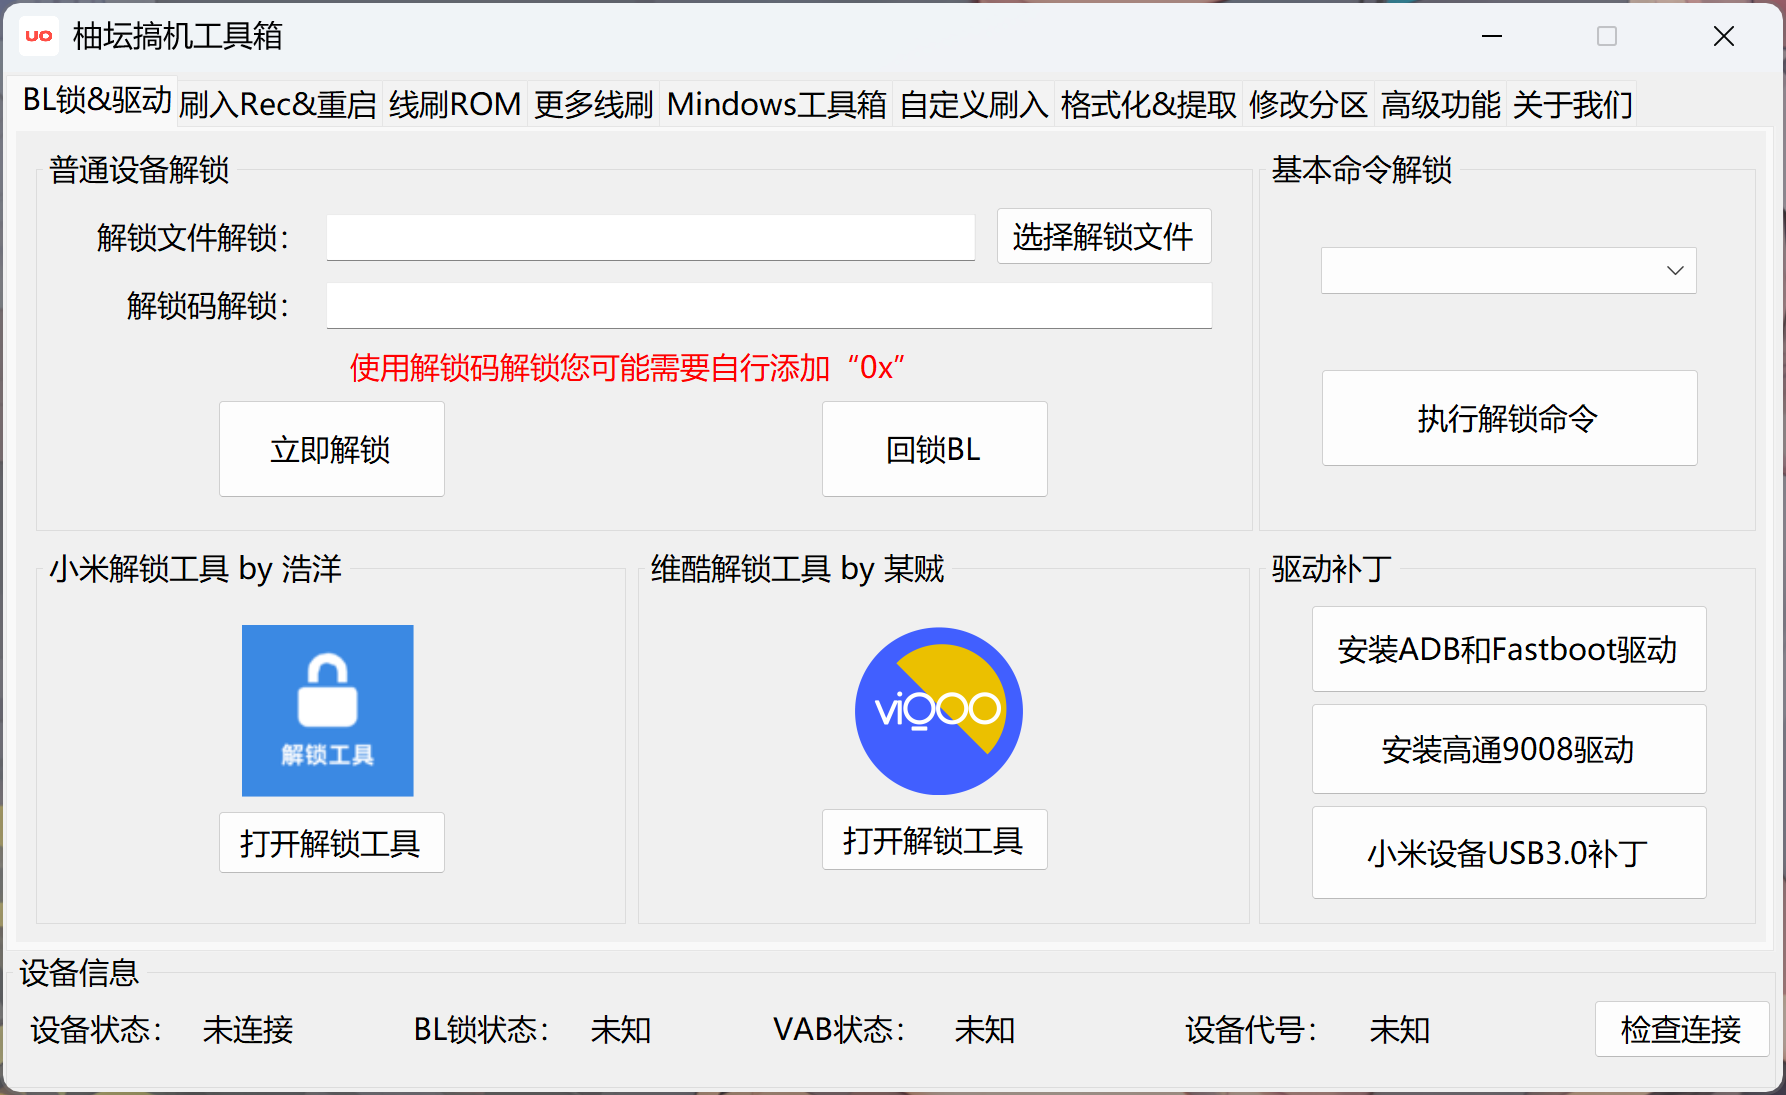 UO 柚坛搞机工具箱
BL锁&驱动 刷入Rec&重启 线刷ROM 更多线刷 Mindows工具箱 自定义刷入 格式化&提取 修改分区 高级功能 关于我们
普通设备解锁
解锁文件解锁：
选择解锁文件
解锁码解锁：
使用解锁码解锁您可能需要自行添加“0x”
立即解锁
回锁BL
基本命令解锁
执行解锁命令
小米解锁工具 by 浩洋
解锁工具
打开解锁工具
维酷解锁工具 by 某贼
viQOO
打开解锁工具
驱动补丁
安装ADB和Fastboot驱动
安装高通9008驱动
小米设备USB3.0补丁
设备信息
设备状态： 未连接 BL锁状态： 未知 VAB状态： 未知 设备代号： 未知 检查连接